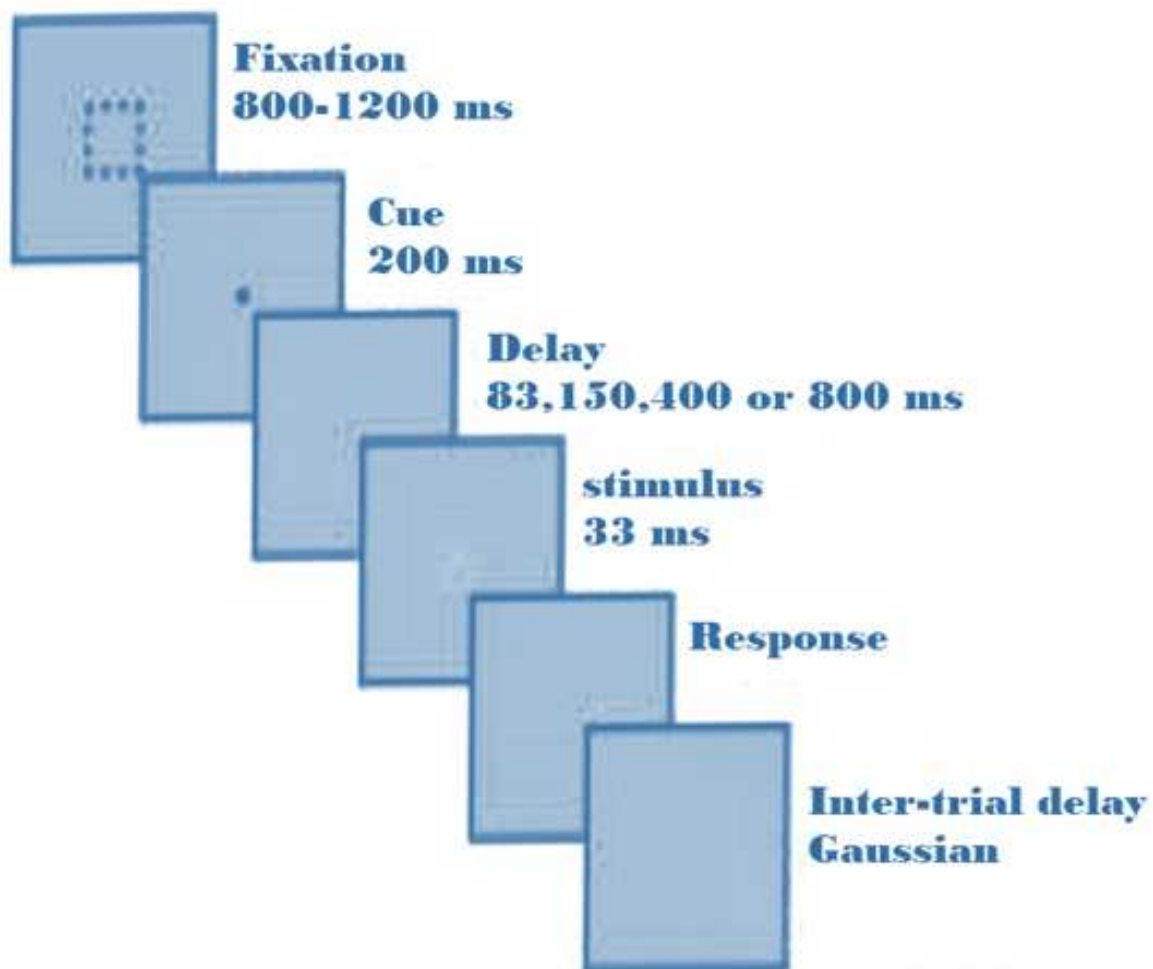 Fixation
800-1200 ms
Cue
200 ms
Delay
83,150,400 or 800 ms
stimulus
33 ms
Response
Inter-trial delay
Gaussian